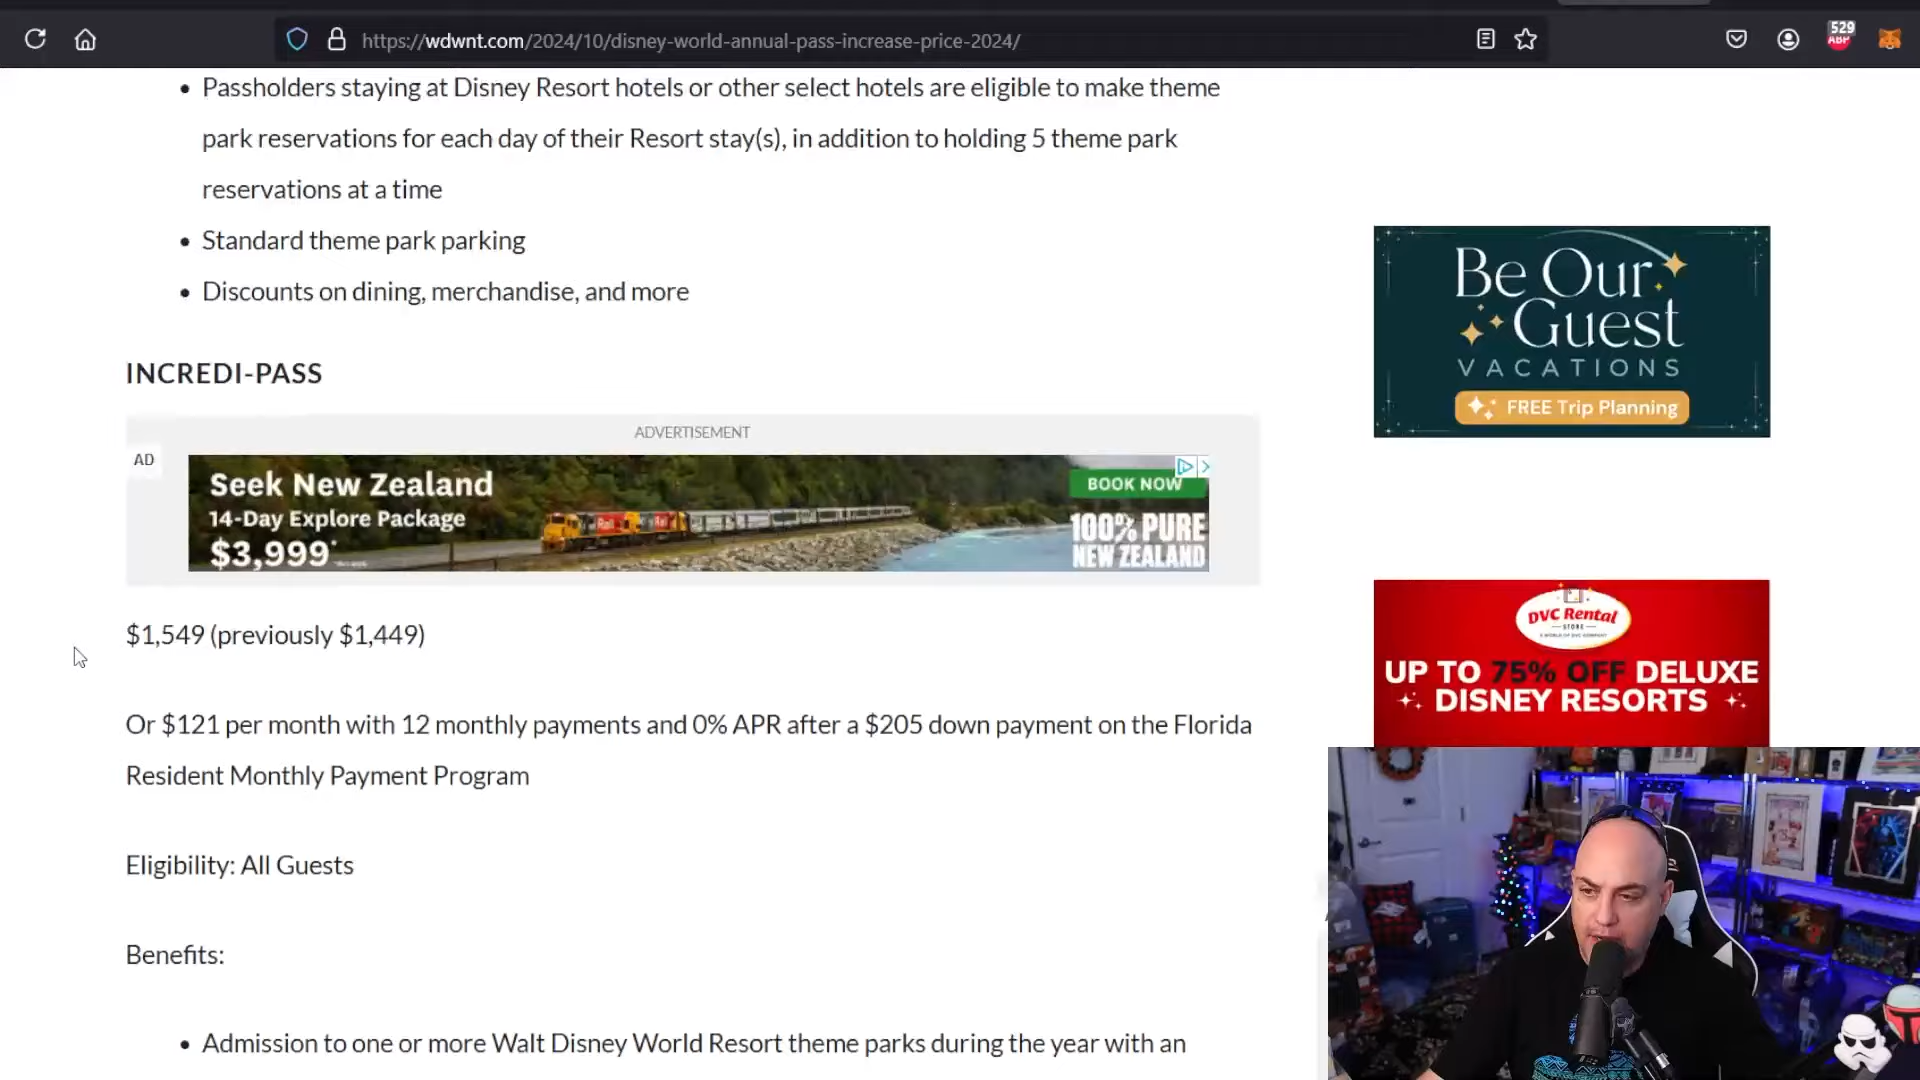 529
ABP
https://wdwnt.com/2024/10/disney-world-annual-pass-increase-price-2024/
• Passholders staying at Disney Resort hotels or other select hotels are eligible to make theme
park reservations for each day of their Resort stay(s), in addition to holding 5 theme park
reservations at a time
• Standard theme park parking
• Discounts on dining, merchandise, and more
INCREDI-PASS
ADVERTISEMENT
AD
Seek New Zealand
14-Day Explore Package
$3,999*
BOOK NOW
100% PURE
NEW ZEALAND
$1,549 (previously $1,449)
Or $121 per month with 12 monthly payments and 0% APR after a $205 down payment on the Florida
Resident Monthly Payment Program
Eligibility: All Guests
Benefits:
• Admission to one or more Walt Disney World Resort theme parks during the year with an
Be Our
Guest
VACATIONS
FREE Trip Planning
DVC Rental
STORE
UP TO 75% OFF DELUXE
DISNEY RESORTS